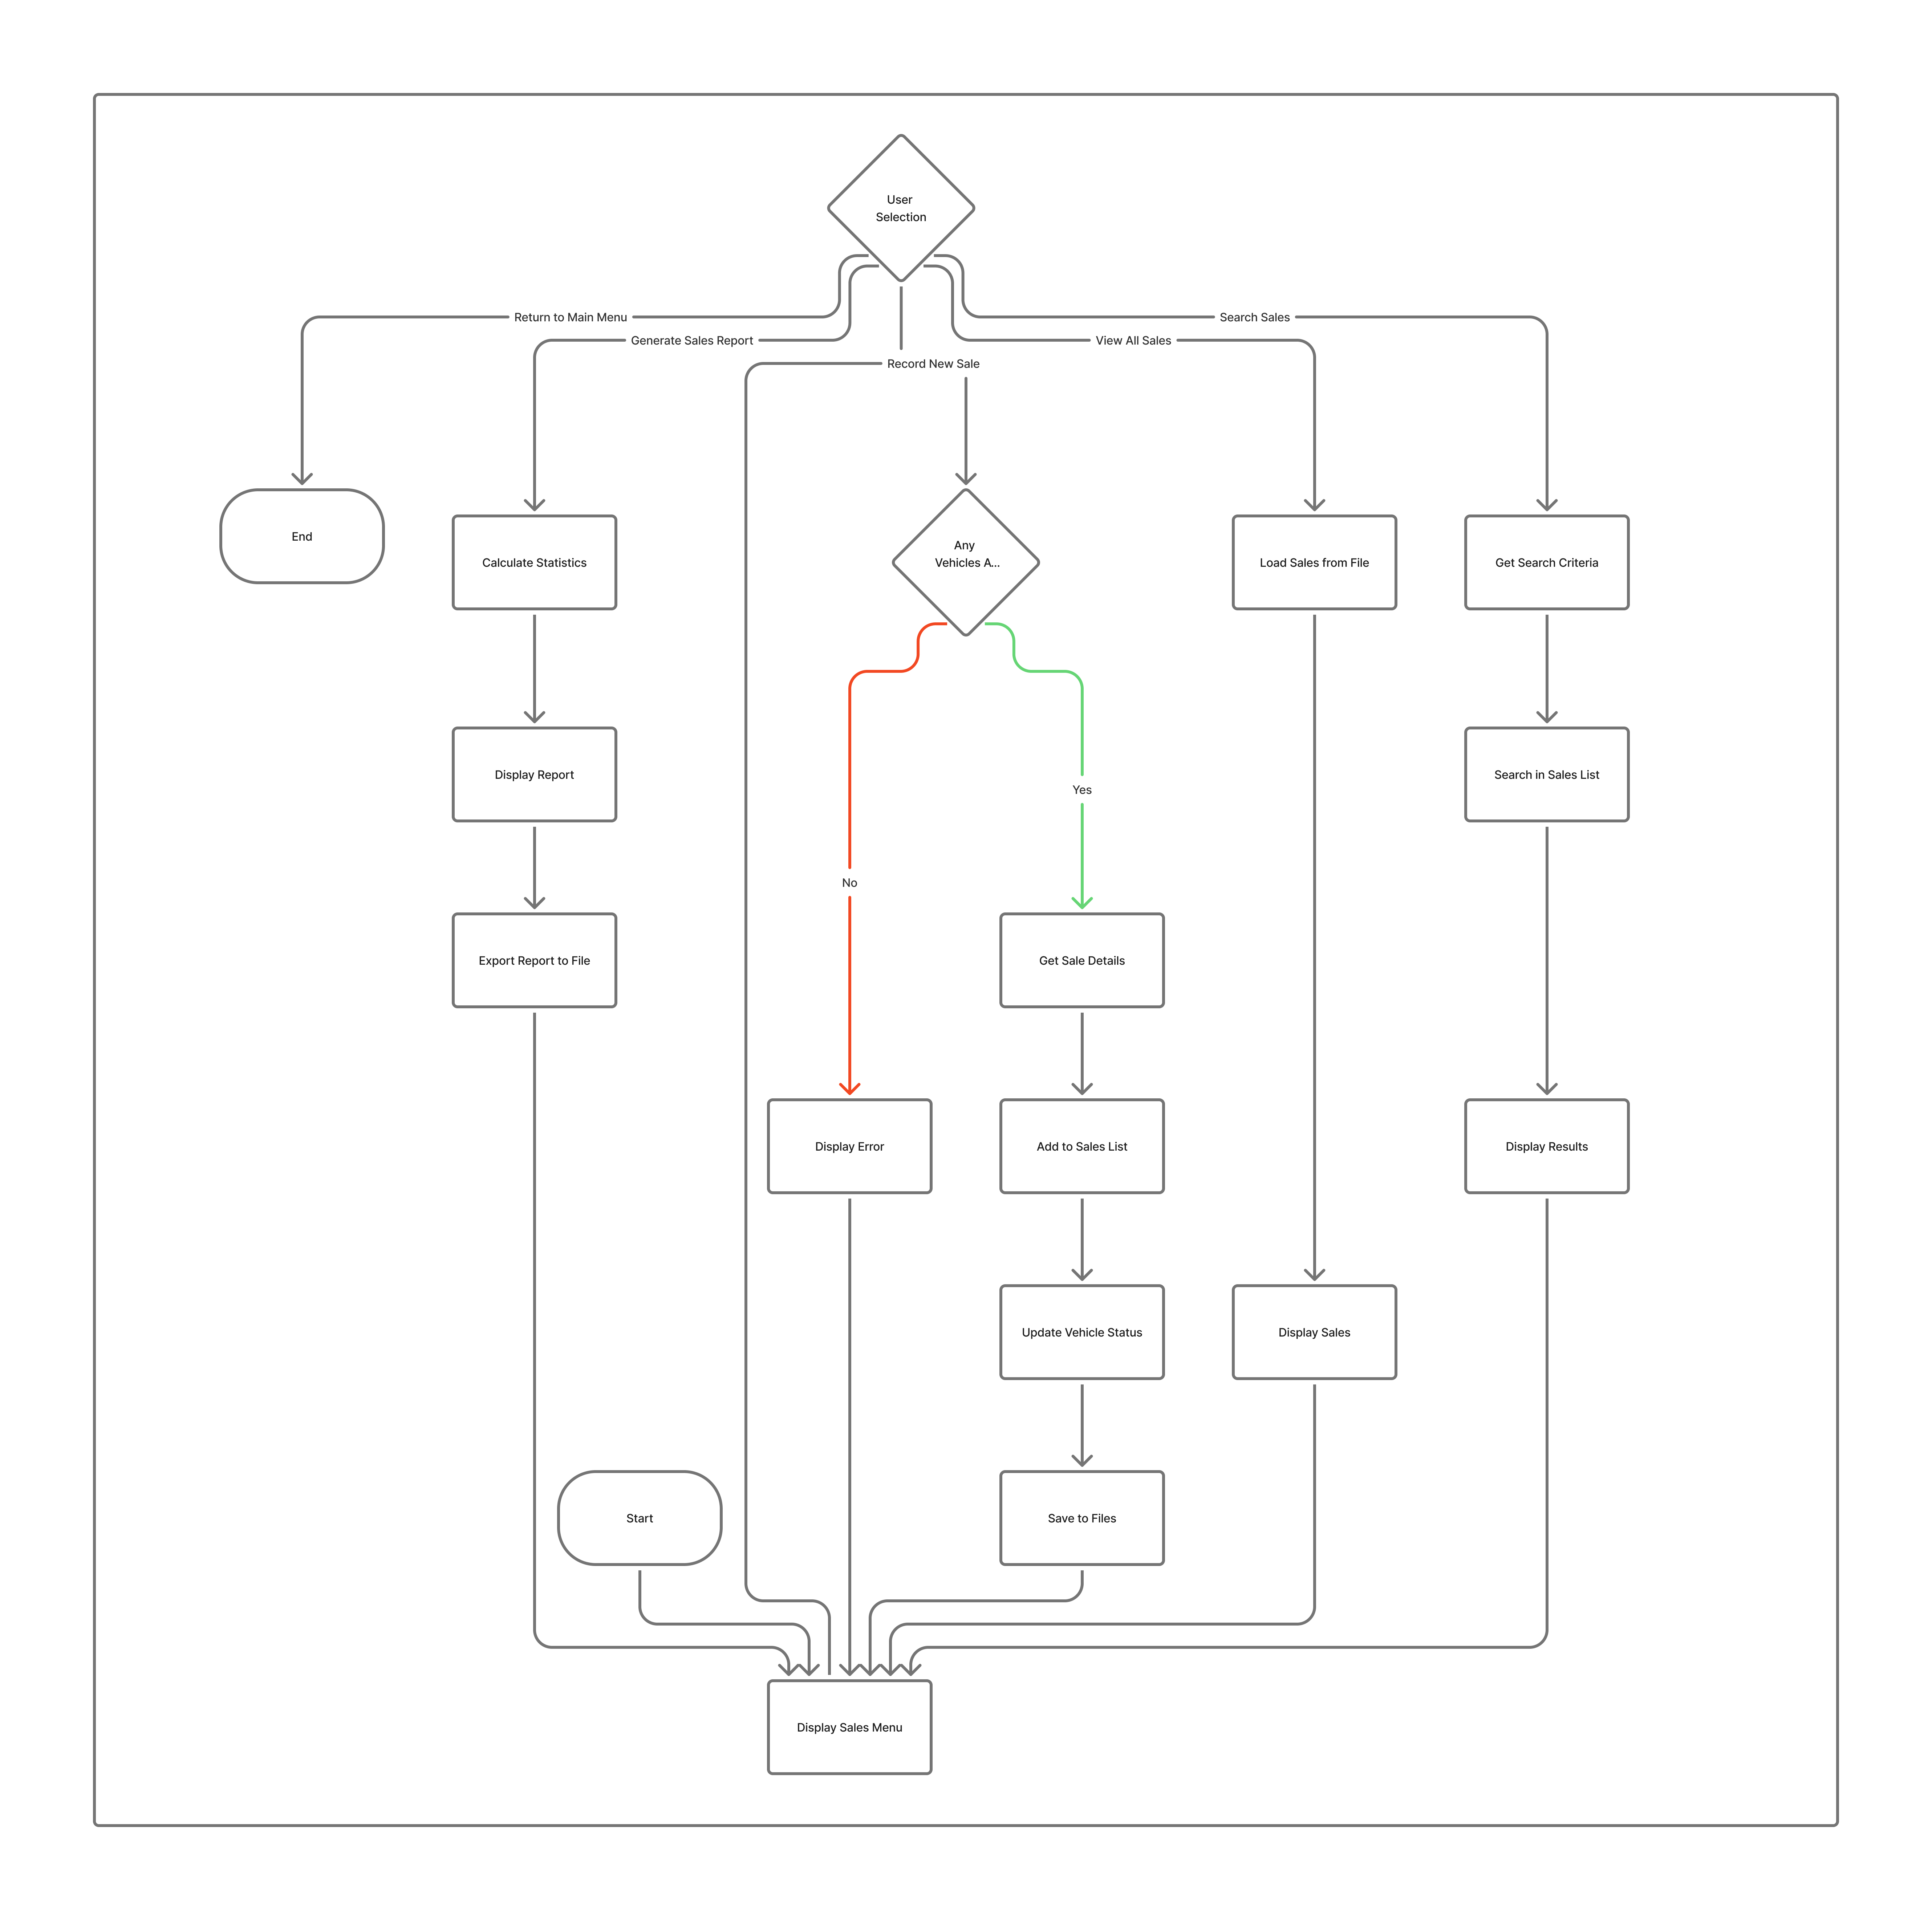 User
Selection
Return to Main Menu
Search Sales
Generate Sales Report
View All Sales
Record New Sale
End
Calculate Statistics
Any
Vehicles A...
Load Sales from File
Get Search Criteria
Display Report
Search in Sales List
Yes
No
Export Report to File
Get Sale Details
Display Error
Add to Sales List
Display Results
Update Vehicle Status
Display Sales
Start
Save to Files
Display Sales Menu